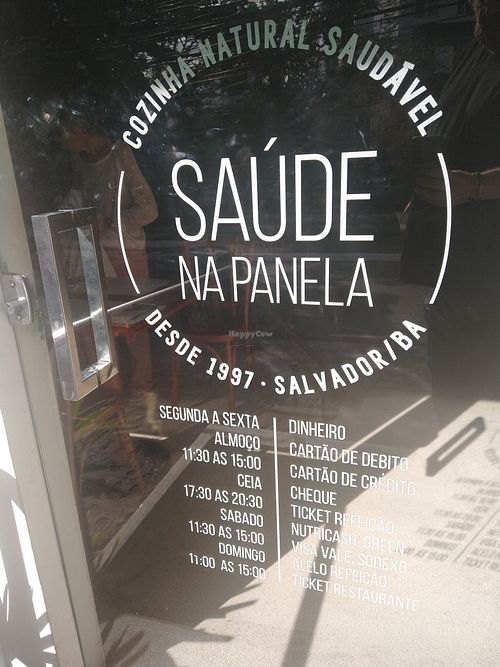 COZINHA NATURAL SAUDÁVEL
SAÚDE
NA PANELA
DESDE 1997 · SALVADOR/BA
HappyCow
SEGUNDA A SEXTA
ALMOÇO
11:30 AS 15:00
CEIA
17:30 AS 20:30
SABADO
11:30 AS 15:00
DOMINGO
11:00 AS 15:00
DINHEIRO
CARTÃO DE DEBITO
CARTÃO DE CRÉDITO
CHEQUE
TICKET REFEIÇÃO
NUTRICASH, GREEN,
VISA VALE, SODEXO,
ALELO REFEIÇÃO,
TICKET RESTAURANTE